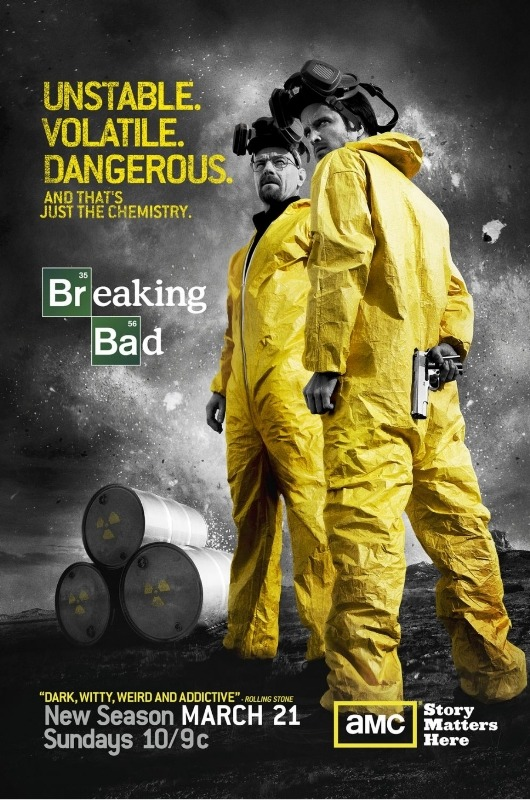 UNSTABLE.
VOLATILE.
DANGEROUS.
AND THAT'S
JUST THE CHEMISTRY.
35
Breaking
56
Bad
"DARK, WITTY, WEIRD AND ADDICTIVE" - ROLLING STONE
New Season MARCH 21
Sundays 10/9c
aMC
Story
Matters
Here